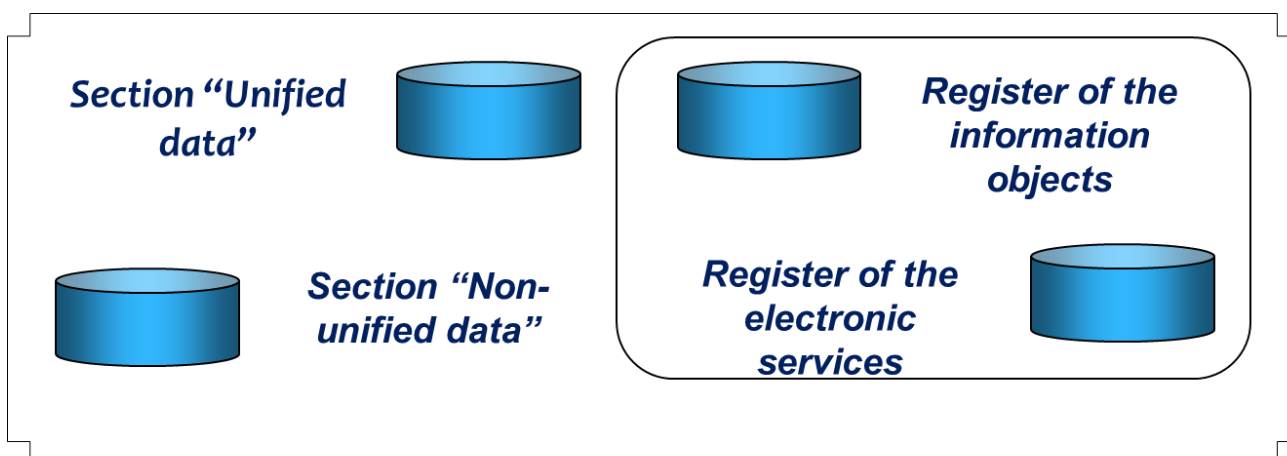 Section “Unified
data”
Register of the
information
objects
Section “Non-
unified data”
Register of the
electronic
services